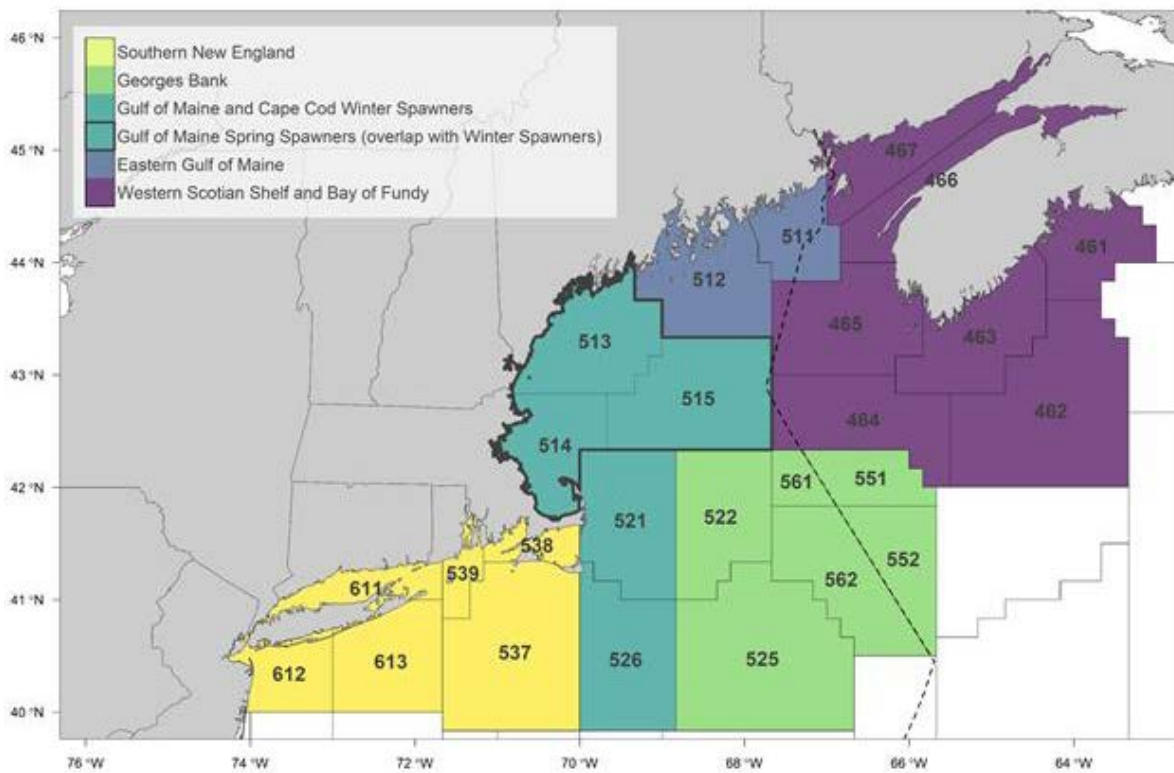 46 °N
45 °N
44 °N
43 °N
42 °N
41 °N
40 °N
Southern New England
Georges Bank
Gulf of Maine and Cape Cod Winter Spawners
Gulf of Maine Spring Spawners (overlap with Winter Spawners)
Eastern Gulf of Maine
Western Scotian Shelf and Bay of Fundy
467
466
511
461
512
465
463
513
515
464
462
514
561
551
521
522
538
552
539
562
611
612
613
537
526
525
76 °W
74 °W
72 °W
70 °W
68 °W
66 °W
64 °W